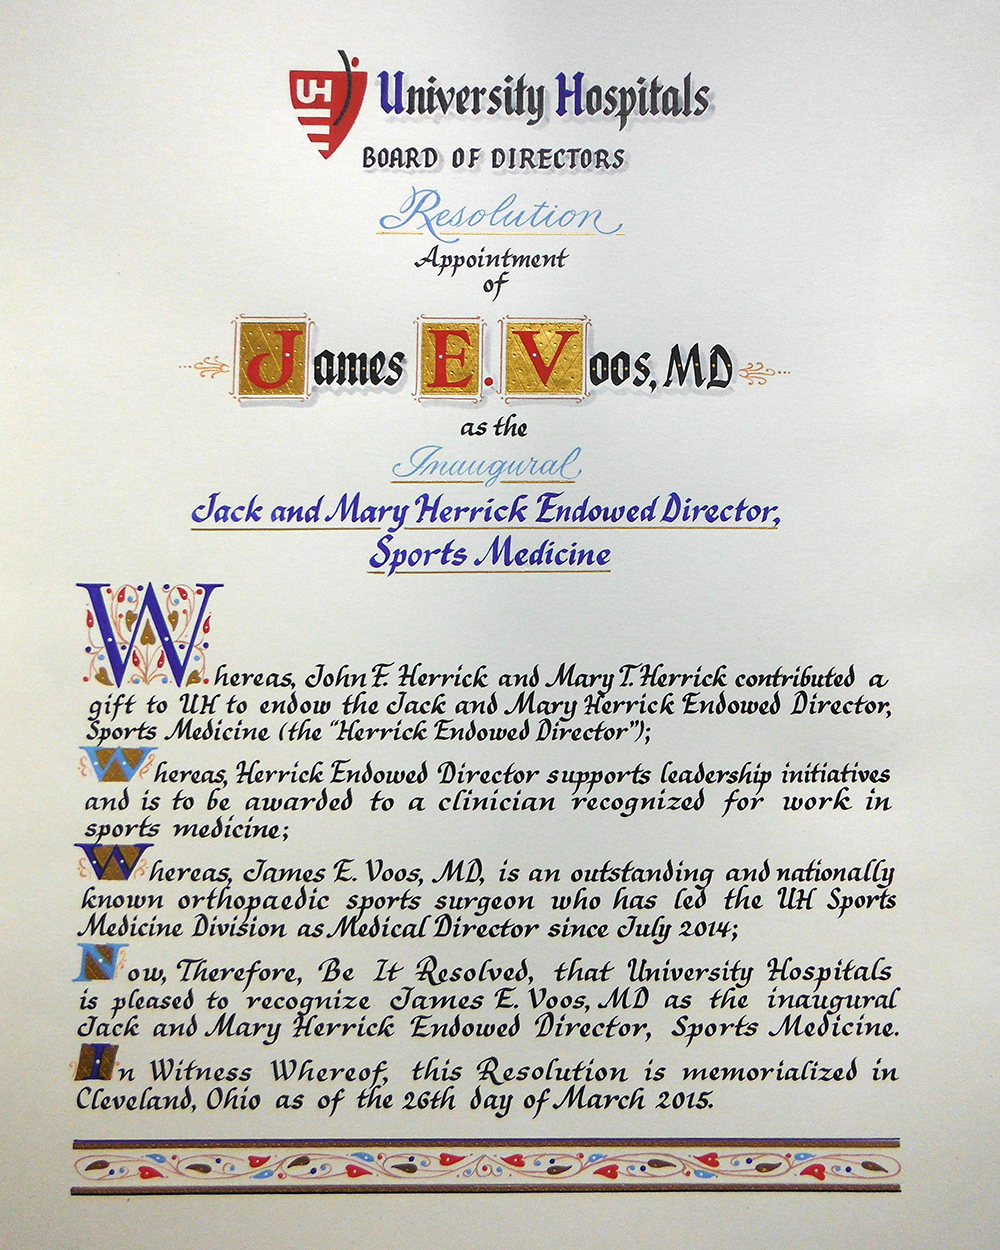 UH University Hospitals
BOARD OF DIRECTORS
Resolution
Appointment
of
James E. Voos, MD
as the
Inaugural
Jack and Mary Herrick Endowed Director,
Sports Medicine
Whereas, John F. Herrick and Mary T. Herrick contributed a
gift to UH to endow the Jack and Mary Herrick Endowed Director,
Sports Medicine (the "Herrick Endowed Director");
Whereas, Herrick Endowed Director supports leadership initiatives
and is to be awarded to a clinician recognized for work in
sports medicine;
Whereas, James E. Voos, MD, is an outstanding and nationally
known orthopaedic sports surgeon who has led the UH Sports
Medicine Division as Medical Director since July 2014;
Now, Therefore, Be It Resolved, that University Hospitals
is pleased to recognize James E. Voos, MD as the inaugural
Jack and Mary Herrick Endowed Director, Sports Medicine.
In Witness Whereof, this Resolution is memorialized in
Cleveland, Ohio as of the 26th day of March 2015.